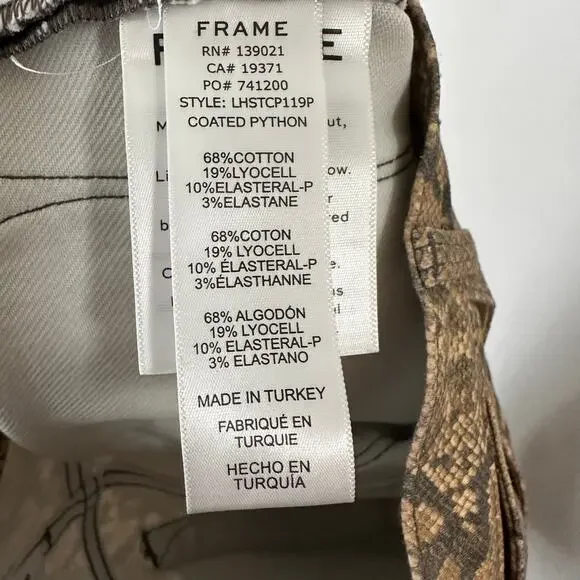 FRAME
RN# 139021
CA# 19371
PO# 741200
STYLE: LHSTCP119P
COATED PYTHON
68%COTTON
19%LYOCELL
10%ELASTERAL-P
3%ELASTANE
68%COTON
19% LYOCELL
10% ÉLASTERAL-P
3%ÉLASTHANNE
68% ALGODÓN
19% LYOCELL
10% ELASTERAL-P
3% ELASTANO
MADE IN TURKEY
FABRIQUÉ EN
TURQUIE
HECHO EN
TURQUÍA